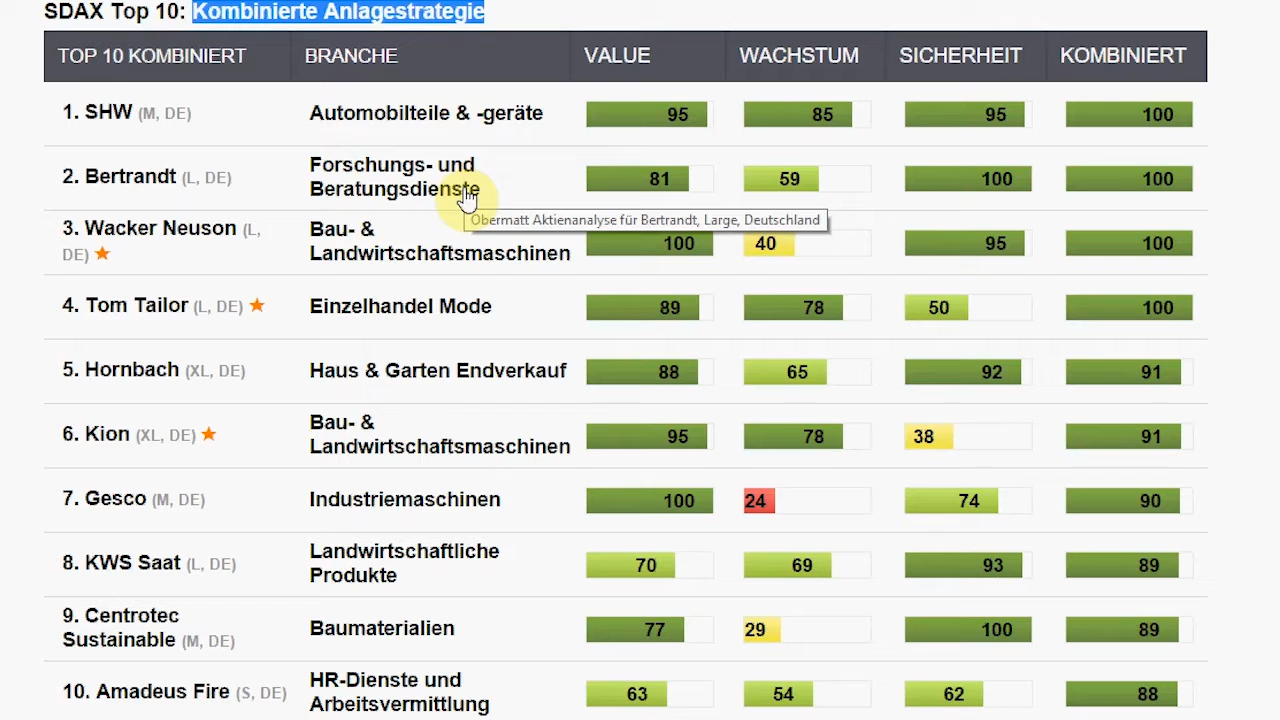 SDAX Top 10: Kombinierte Anlagestrategie
TOP 10 KOMBINIERT BRANCHE VALUE WACHSTUM SICHERHEIT KOMBINIERT
1. SHW (M, DE) Automobilteile & -geräte 95 85 95 100
2. Bertrandt (L, DE) Forschungs- und
Beratungsdienste 81 59 100 100
Obermatt Aktienanalyse für Bertrandt, Large, Deutschland
3. Wacker Neuson (L,
DE) ★ Bau- &
Landwirtschaftsmaschinen 100 40 95 100
4. Tom Tailor (L, DE) ★ Einzelhandel Mode 89 78 50 100
5. Hornbach (XL, DE) Haus & Garten Endverkauf 88 65 92 91
6. Kion (XL, DE) ★ Bau- &
Landwirtschaftsmaschinen 95 78 38 91
7. Gesco (M, DE) Industriemaschinen 100 24 74 90
8. KWS Saat (L, DE) Landwirtschaftliche
Produkte 70 69 93 89
9. Centrotec
Sustainable (M, DE) Baumaterialien 77 29 100 89
10. Amadeus Fire (S, DE) HR-Dienste und
Arbeitsvermittlung 63 54 62 88